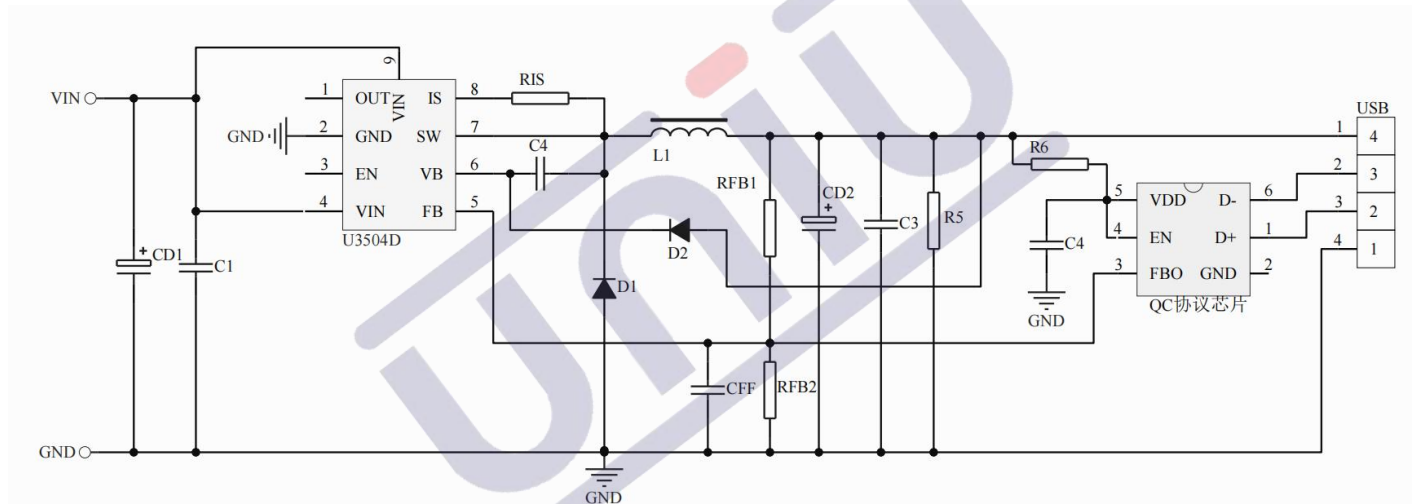 VIN
GND
CD1
+
C1
9
1 OUT VIN IS 8
2 GND SW 7
3 EN VB 6
4 VIN FB 5
U3504D
GND
RIS
C4
L1
D2
D1
RFB1
CD2
+
C3
R5
CFF
RFB2
GND
R6
C4
GND
5 VDD D- 6
4 EN D+ 1
3 FBO GND 2
QC协议芯片
USB
1 4
2 3
3 2
4 1
UNiU